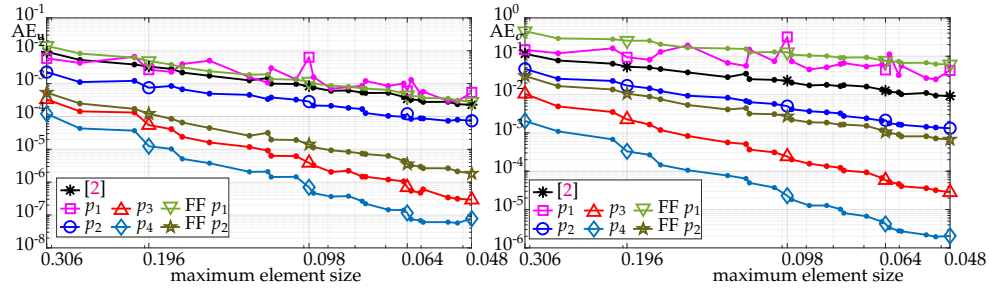 10^-1
AE_u
10^-2
10^-3
10^-4
10^-5
10^-6
10^-7
10^-8
[2]
p_1
p_2
p_3
p_4
FF p_1
FF p_2
0.306 0.196 0.098 0.064 0.048
maximum element size
10^0
AE
10^-1
10^-2
10^-3
10^-4
10^-5
10^-6
[2]
p_1
p_2
p_3
p_4
FF p_1
FF p_2
0.306 0.196 0.098 0.064 0.048
maximum element size